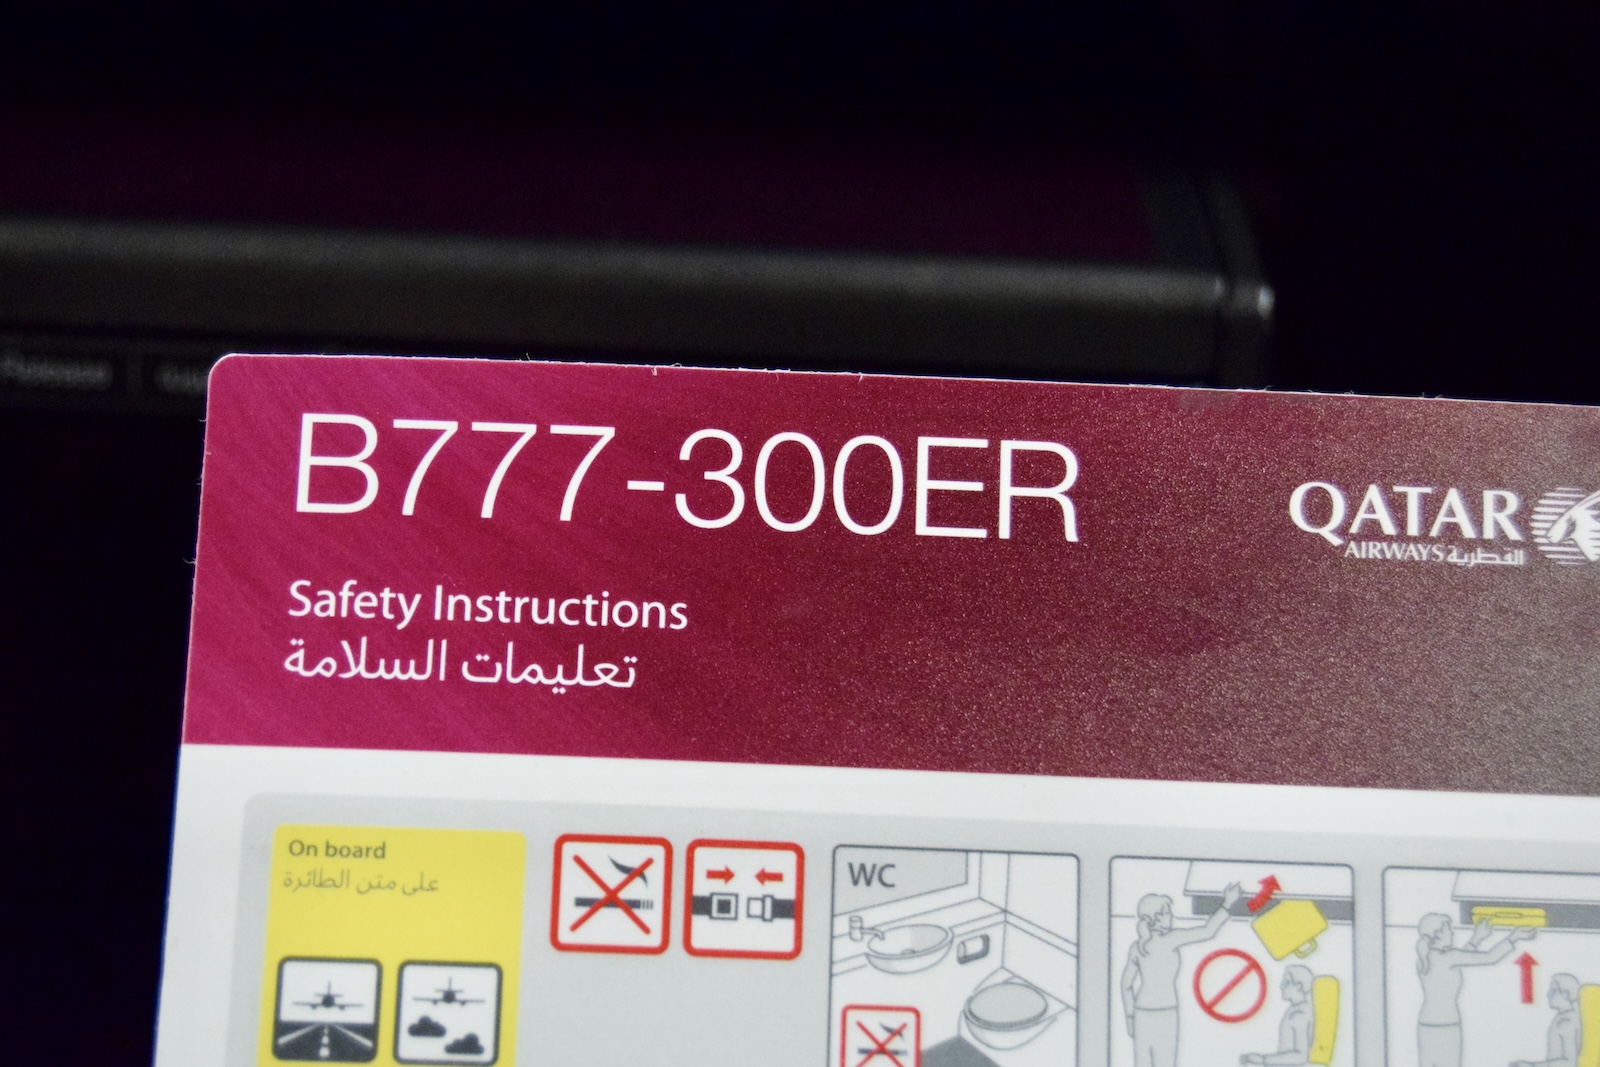 B777-300ER
Safety Instructions
تعليمات السلامة
QATAR
AIRWAYS القطرية
On board
على متن الطائرة
WC